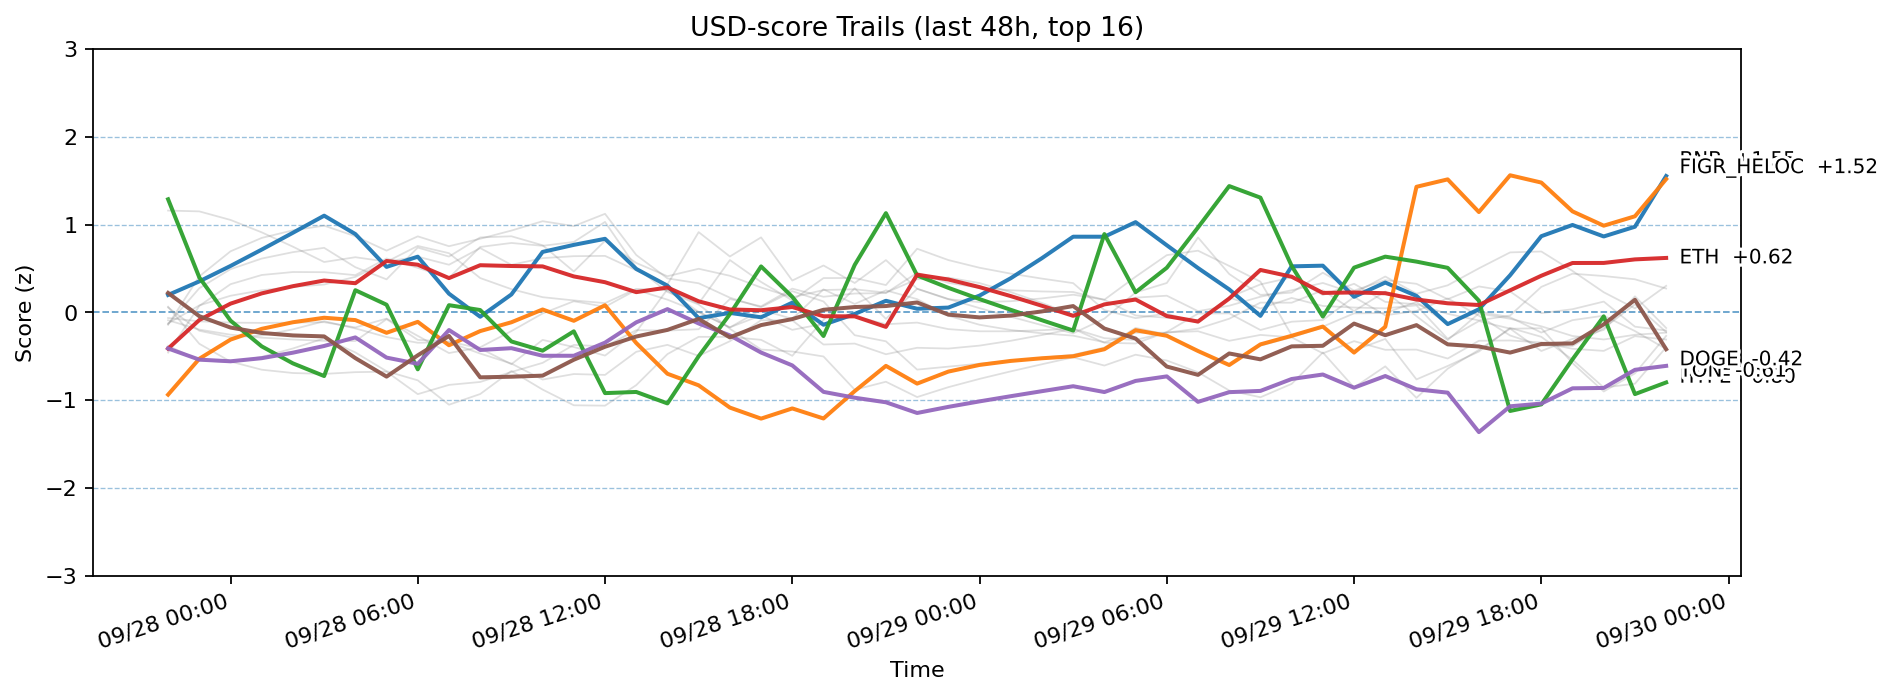 USD-score Trails (last 48h, top 16)
Score (z)
3
2
1
0
−1
−2
−3
FIGR_HELOC +1.52
ETH +0.62
DOGE -0.42
09/28 00:00
09/28 06:00
09/28 12:00
09/28 18:00
09/29 00:00
09/29 06:00
09/29 12:00
09/29 18:00
09/30 00:00
Time